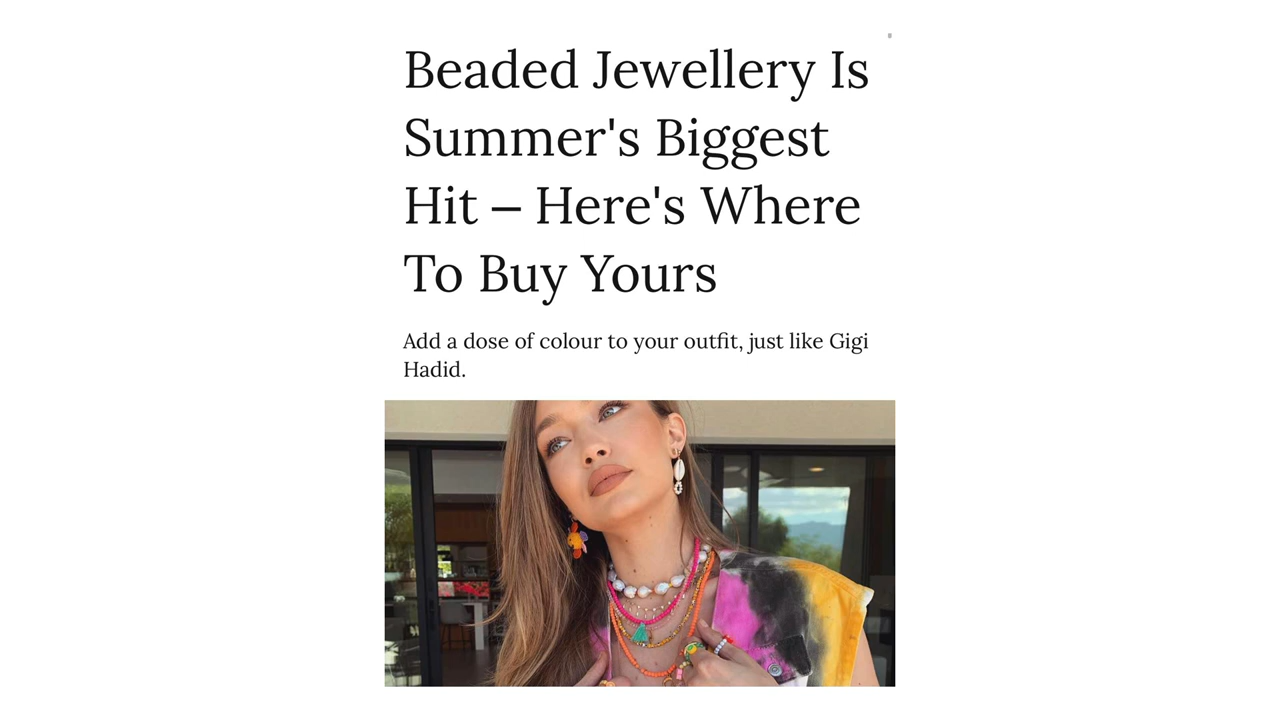 Beaded Jewellery Is
Summer's Biggest
Hit – Here's Where
To Buy Yours
Add a dose of colour to your outfit, just like Gigi
Hadid.